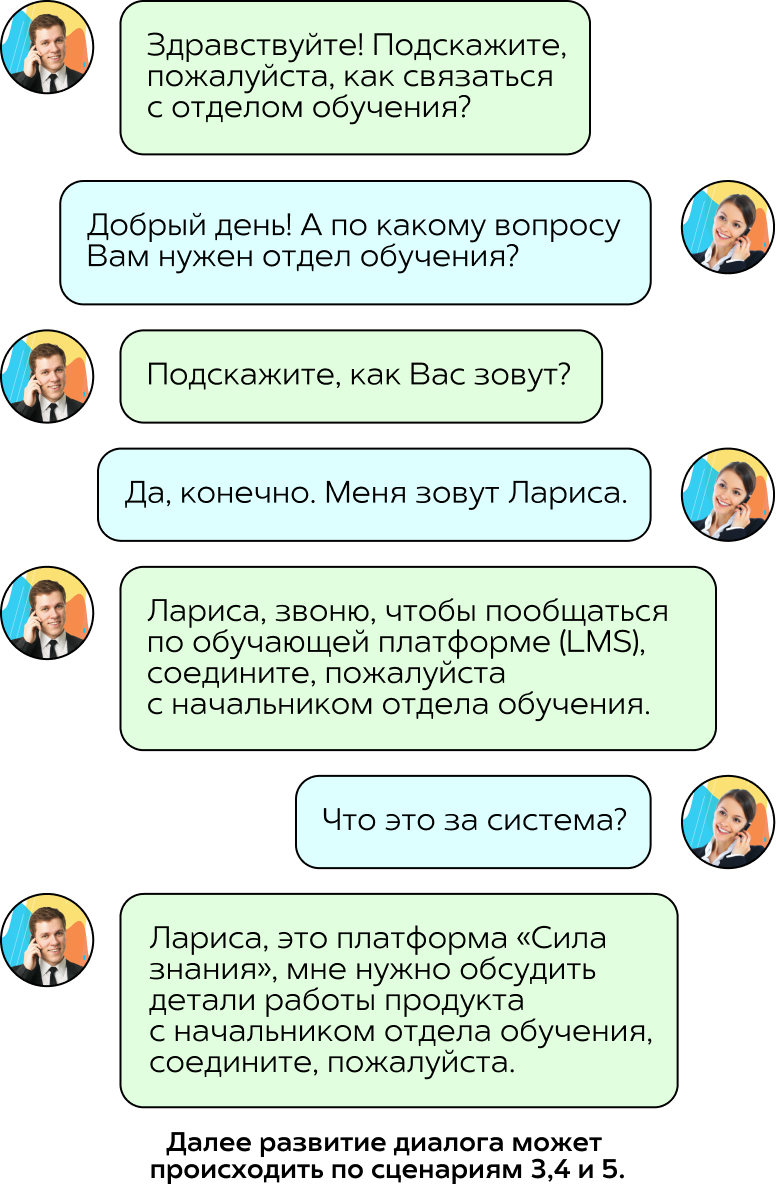 Здравствуйте! Подскажите,
пожалуйста, как связаться
с отделом обучения?
Добрый день! А по какому вопросу
Вам нужен отдел обучения?
Подскажите, как Вас зовут?
Да, конечно. Меня зовут Лариса.
Лариса, звоню, чтобы пообщаться
по обучающей платформе (LMS),
соедините, пожалуйста
с начальником отдела обучения.
Что это за система?
Лариса, это платформа «Сила
знания», мне нужно обсудить
детали работы продукта
с начальником отдела обучения,
соедините, пожалуйста.
Далее развитие диалога может
происходить по сценариям 3,4 и 5.